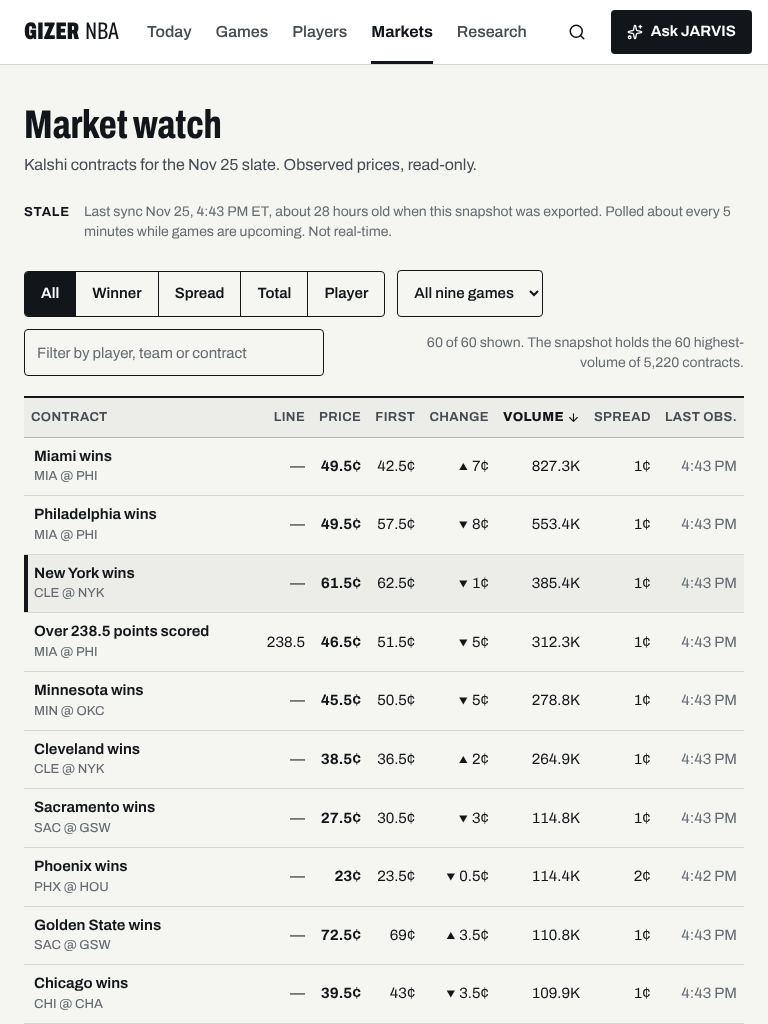 GIZER NBA Today Games Players Markets Research Ask JARVIS
Market watch
Kalshi contracts for the Nov 25 slate. Observed prices, read-only.
STALE Last sync Nov 25, 4:43 PM ET, about 28 hours old when this snapshot was exported. Polled about every 5
minutes while games are upcoming. Not real-time.
All Winner Spread Total Player All nine games
Filter by player, team or contract
60 of 60 shown. The snapshot holds the 60 highest-
volume of 5,220 contracts.
CONTRACT LINE PRICE FIRST CHANGE VOLUME ↓ SPREAD LAST OBS.
Miami wins
MIA @ PHI
— 49.5¢ 42.5¢ ▲ 7¢ 827.3K 1¢ 4:43 PM
Philadelphia wins
MIA @ PHI
— 49.5¢ 57.5¢ ▼ 8¢ 553.4K 1¢ 4:43 PM
New York wins
CLE @ NYK
— 61.5¢ 62.5¢ ▼ 1¢ 385.4K 1¢ 4:43 PM
Over 238.5 points scored
MIA @ PHI
238.5 46.5¢ 51.5¢ ▼ 5¢ 312.3K 1¢ 4:43 PM
Minnesota wins
MIN @ OKC
— 45.5¢ 50.5¢ ▼ 5¢ 278.8K 1¢ 4:43 PM
Cleveland wins
CLE @ NYK
— 38.5¢ 36.5¢ ▲ 2¢ 264.9K 1¢ 4:43 PM
Sacramento wins
SAC @ GSW
— 27.5¢ 30.5¢ ▼ 3¢ 114.8K 1¢ 4:43 PM
Phoenix wins
PHX @ HOU
— 23¢ 23.5¢ ▼ 0.5¢ 114.4K 2¢ 4:42 PM
Golden State wins
SAC @ GSW
— 72.5¢ 69¢ ▲ 3.5¢ 110.8K 1¢ 4:43 PM
Chicago wins
CHI @ CHA
— 39.5¢ 43¢ ▼ 3.5¢ 109.9K 1¢ 4:43 PM